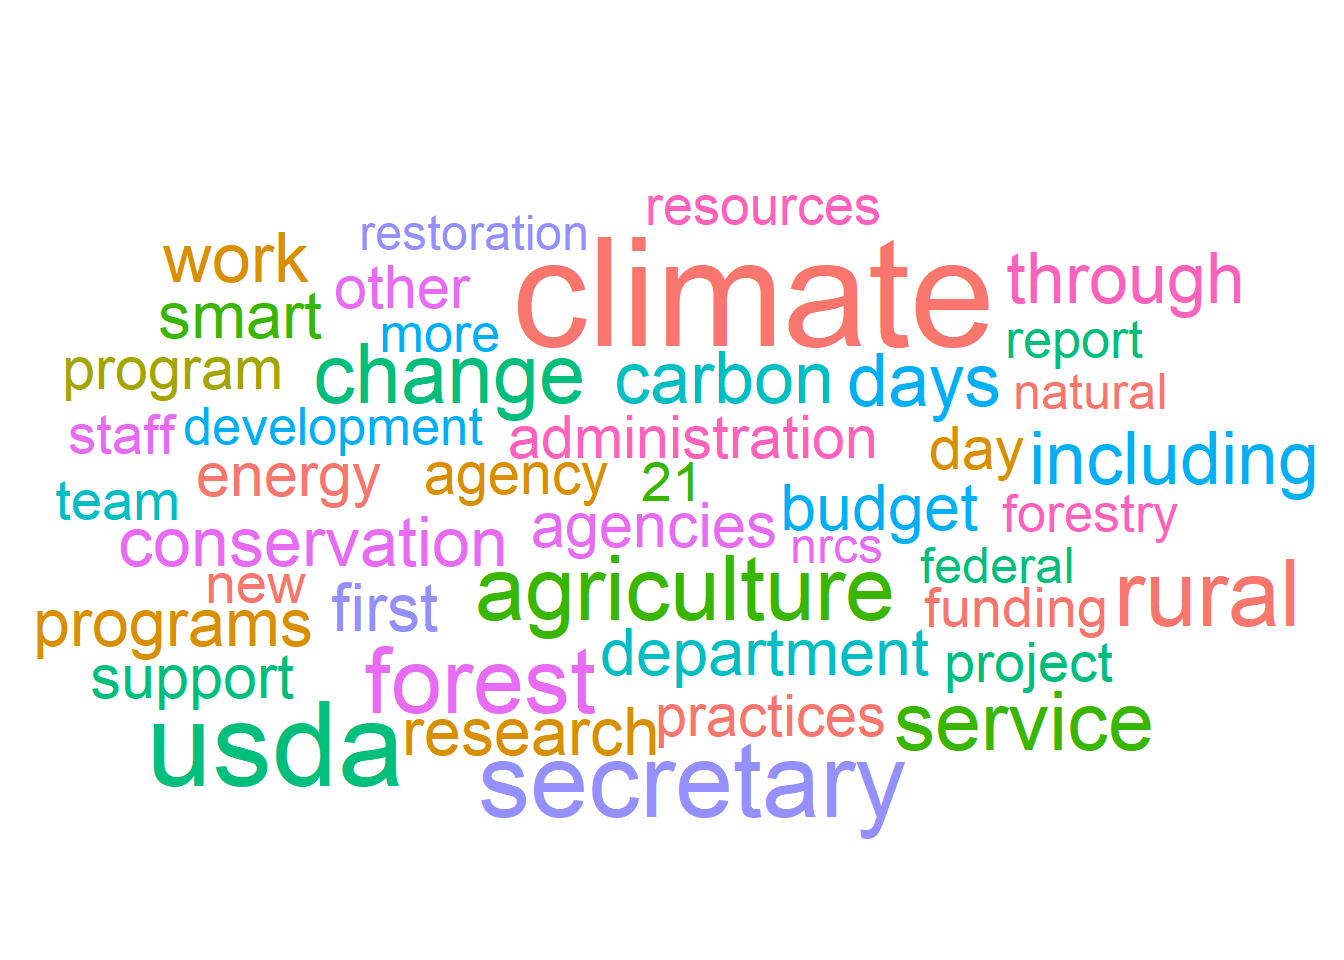 resources
restoration
work
other
climate
through
smart
more
report
program
change
carbon
days
natural
staff
development
administration
day
including
energy
agency
21
team
budget
forestry
conservation
agencies
nrcs
federal
new
first
agriculture
funding
rural
programs
support
forest
department
project
usda
research
practices
service
secretary